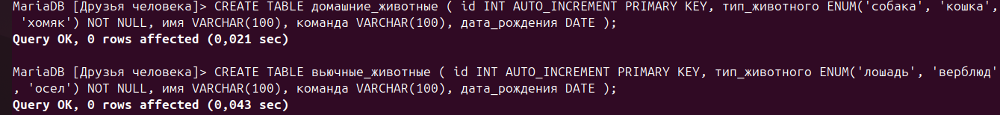 MariaDB [Друзья человека]> CREATE TABLE домашние_животные ( id INT AUTO_INCREMENT PRIMARY KEY, тип_животного ENUM('собака', 'кошка',
 'хомяк') NOT NULL, имя VARCHAR(100), команда VARCHAR(100), дата_рождения DATE );
Query OK, 0 rows affected (0,021 sec)

MariaDB [Друзья человека]> CREATE TABLE вьючные_животные ( id INT AUTO_INCREMENT PRIMARY KEY, тип_животного ENUM('лошадь', 'верблюд'
, 'осел') NOT NULL, имя VARCHAR(100), команда VARCHAR(100), дата_рождения DATE );
Query OK, 0 rows affected (0,043 sec)